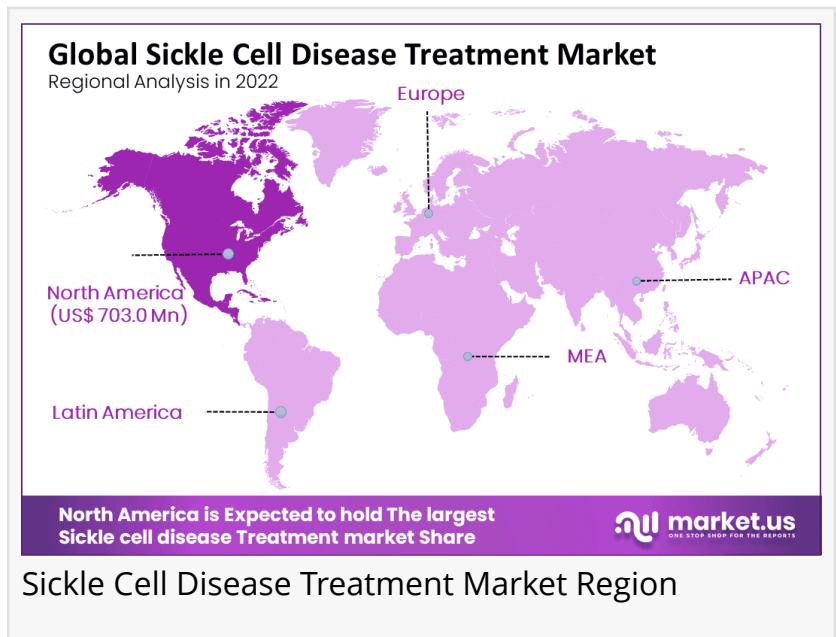 Global Sickle Cell Disease Treatment Market
Regional Analysis in 2022
Europe
North America
(US$ 703.0 Mn)
APAC
MEA
Latin America
North America is Expected to hold The largest
Sickle cell disease Treatment market Share
market.us
ONE STOP SHOP FOR THE REPORTS
Sickle Cell Disease Treatment Market Region